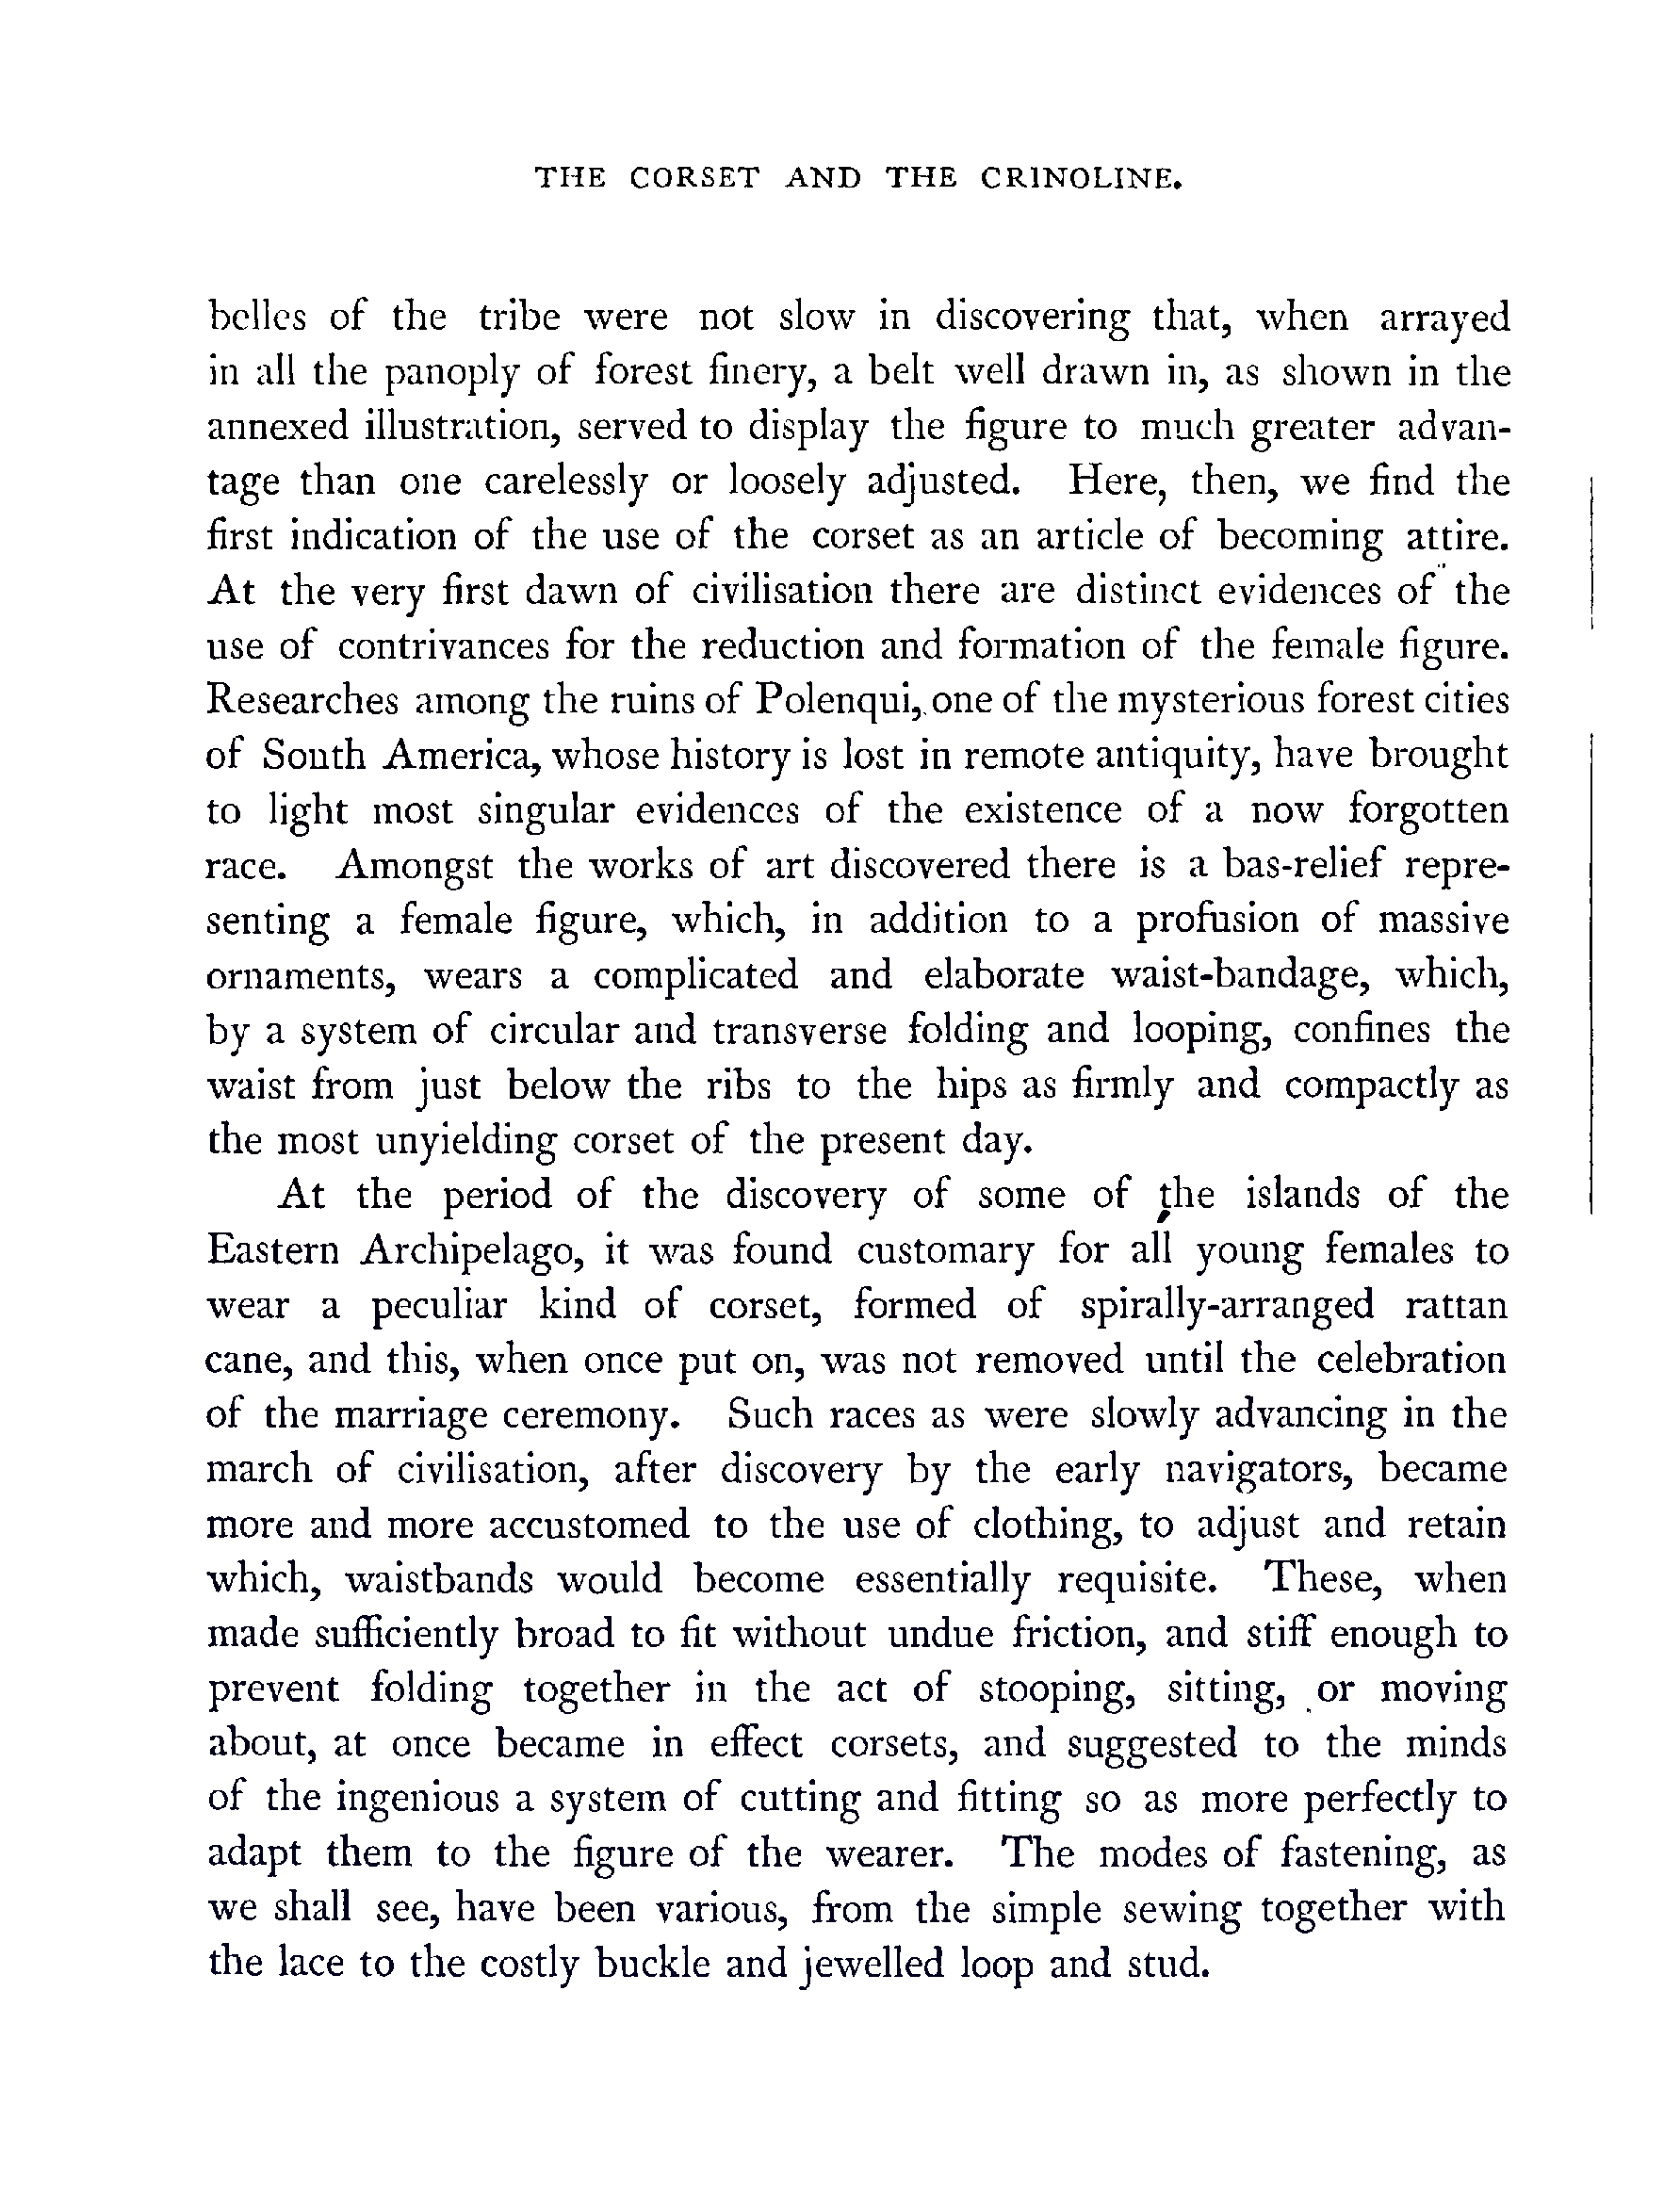 THE CORSET AND THE CRINOLINE.
belles of the tribe were not slow in discovering that, when arrayed
in all the panoply of forest finery, a belt well drawn in, as shown in the
annexed illustration, served to display the figure to much greater advan-
tage than one carelessly or loosely adjusted. Here, then, we find the
first indication of the use of the corset as an article of becoming attire.
At the very first dawn of civilisation there are distinct evidences of the
use of contrivances for the reduction and formation of the female figure.
Researches among the ruins of Polenqui, one of the mysterious forest cities
of South America, whose history is lost in remote antiquity, have brought
to light most singular evidences of the existence of a now forgotten
race. Amongst the works of art discovered there is a bas-relief repre-
senting a female figure, which, in addition to a profusion of massive
ornaments, wears a complicated and elaborate waist-bandage, which,
by a system of circular and transverse folding and looping, confines the
waist from just below the ribs to the hips as firmly and compactly as
the most unyielding corset of the present day.
At the period of the discovery of some of the islands of the
Eastern Archipelago, it was found customary for all young females to
wear a peculiar kind of corset, formed of spirally-arranged rattan
cane, and this, when once put on, was not removed until the celebration
of the marriage ceremony. Such races as were slowly advancing in the
march of civilisation, after discovery by the early navigators, became
more and more accustomed to the use of clothing, to adjust and retain
which, waistbands would become essentially requisite. These, when
made sufficiently broad to fit without undue friction, and stiff enough to
prevent folding together in the act of stooping, sitting, or moving
about, at once became in effect corsets, and suggested to the minds
of the ingenious a system of cutting and fitting so as more perfectly to
adapt them to the figure of the wearer. The modes of fastening, as
we shall see, have been various, from the simple sewing together with
the lace to the costly buckle and jewelled loop and stud.